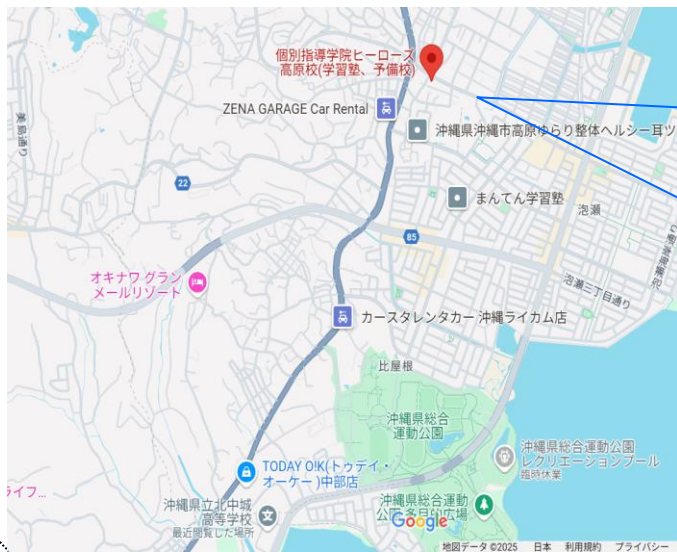 個別指導学院ヒーローズ
高原校(学習塾、予備校)
ZENA GARAGE Car Rental
沖縄県沖縄市高原ゆらり整体ヘルシー耳ツ
美島通り
22
まんてん学習塾
泡瀬
85
オキナワ グラン
メールリゾート
泡瀬三丁目通り
カースタレンタカー 沖縄ライカム店
比屋根
沖縄県総合
運動公園
沖縄県総合運動公園
レクリエーションプール
臨時休業
TODAY O!K(トゥデイ・
オーケー )中部店
ライフ...
沖縄県立北中城
高等学校
最近閲覧した場所
沖縄県総合運動
Google
地図データ ©2025 日本 利用規約 プライバシー